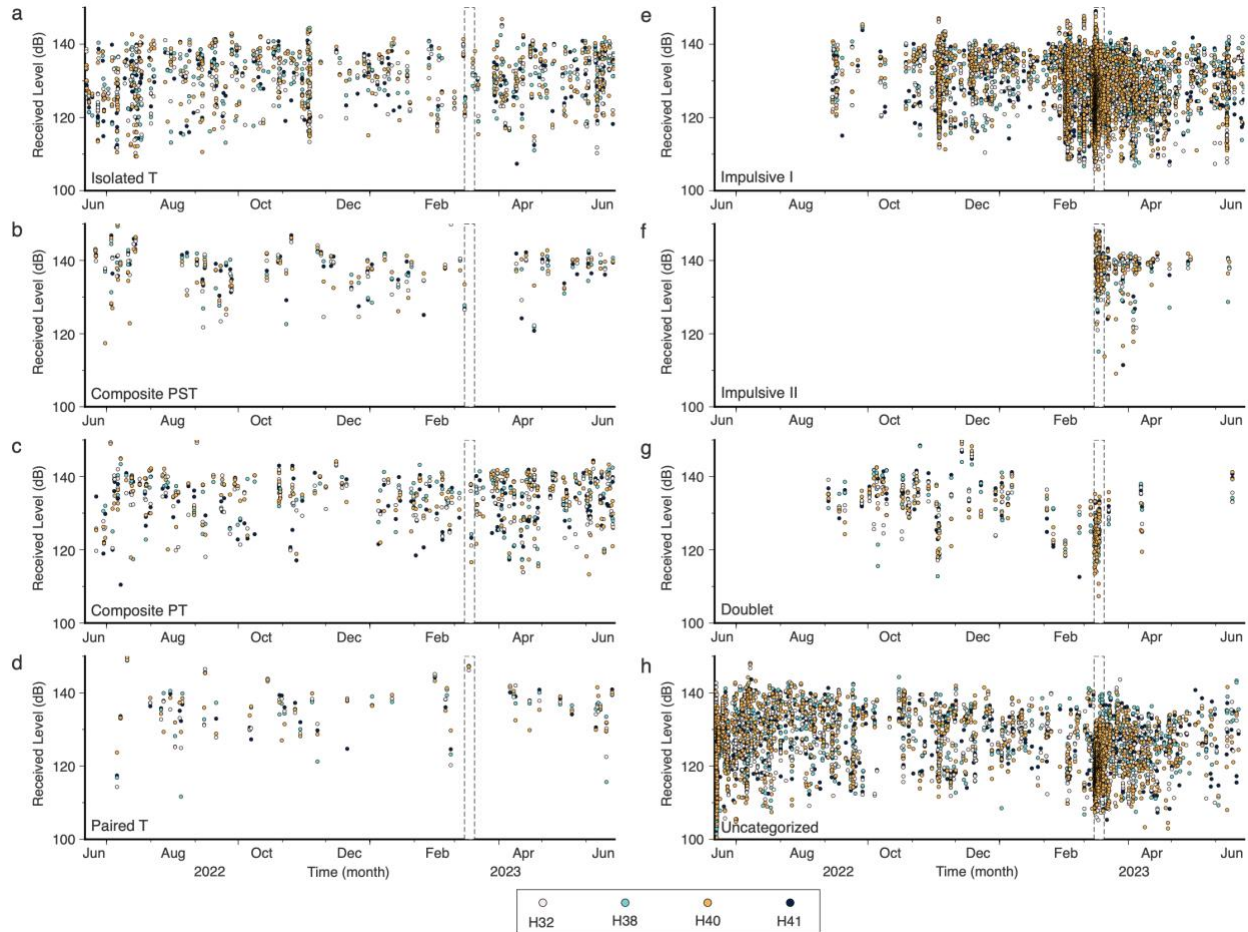 a
Received Level (dB)
140
120
100
Isolated T
Jun
Aug
Oct
Dec
Feb
Apr
Jun
b
Received Level (dB)
140
120
100
Composite PST
Jun
Aug
Oct
Dec
Feb
Apr
Jun
c
Received Level (dB)
140
120
100
Composite PT
Jun
Aug
Oct
Dec
Feb
Apr
Jun
d
Received Level (dB)
140
120
100
Paired T
Jun
Aug
Oct
Dec
Feb
Apr
Jun
2022
Time (month)
2023
e
Received Level (dB)
140
120
100
Impulsive I
Jun
Aug
Oct
Dec
Feb
Apr
Jun
f
Received Level (dB)
140
120
100
Impulsive II
Jun
Aug
Oct
Dec
Feb
Apr
Jun
g
Received Level (dB)
140
120
100
Doublet
Jun
Aug
Oct
Dec
Feb
Apr
Jun
h
Received Level (dB)
140
120
100
Uncategorized
Jun
Aug
Oct
Dec
Feb
Apr
Jun
2022
Time (month)
2023
H32
H38
H40
H41